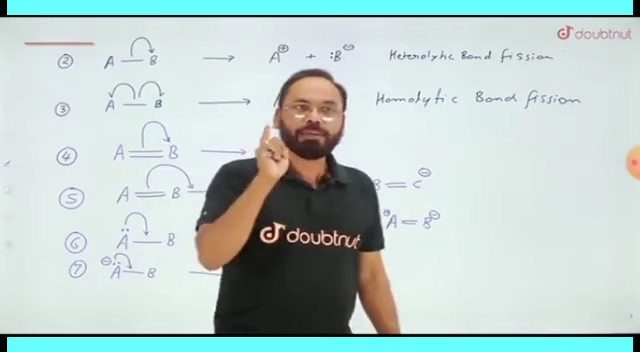 doubtnut
② A — B ⟶ A⊕ + :B⊖ Heterolytic Bond fission
③ A — B ⟶ Homolytic Bond fission
④ A = B ⟶
⑤ A = B B = C⊖
⑥ Ä — B ⊕A = B⊖
⑦ ⊖Ä — B
doubtnut